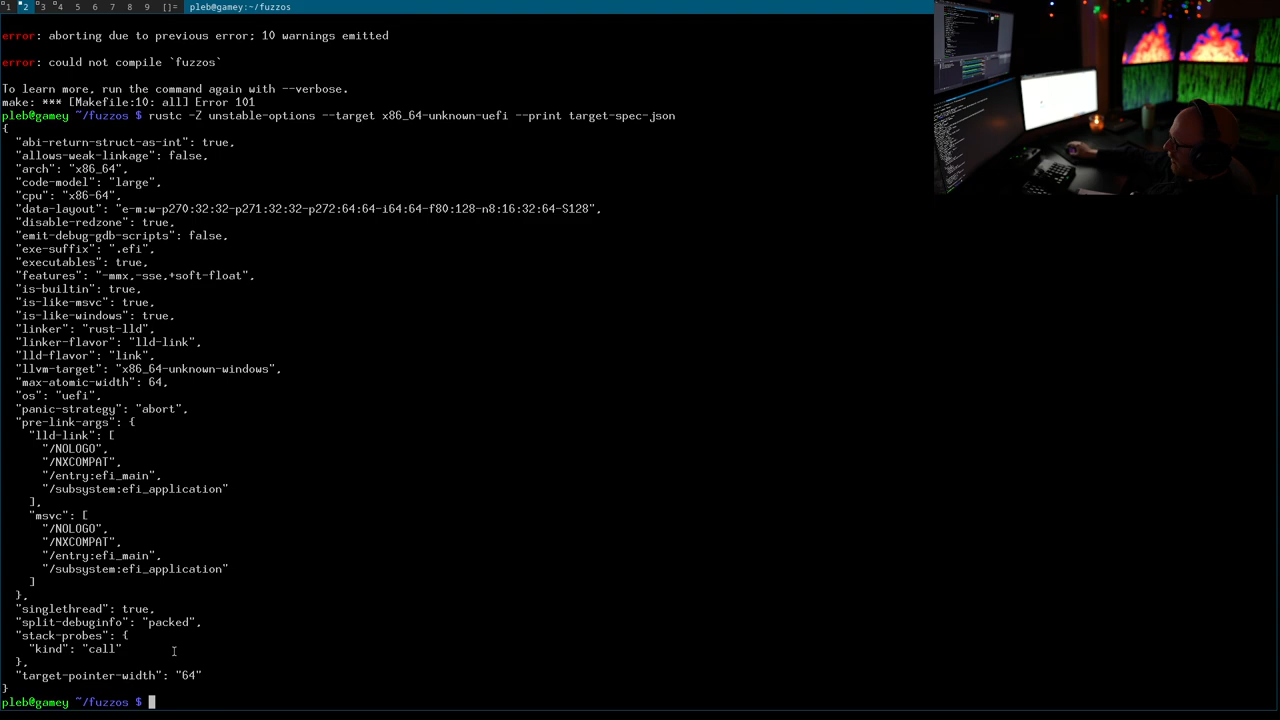 1 2 3 4 5 6 7 8 9 []= pleb@gamey:~/fuzzos
error: aborting due to previous error; 10 warnings emitted
error: could not compile `fuzzos`
To learn more, run the command again with --verbose.
make: *** [Makefile:10: all] Error 101
pleb@gamey ~/fuzzos $ rustc -Z unstable-options --target x86_64-unknown-uefi --print target-spec-json
{
"abi-return-struct-as-int": true,
"allows-weak-linkage": false,
"arch": "x86_64",
"code-model": "large",
"cpu": "x86-64",
"data-layout": "e-m:w-p270:32:32-p271:32:32-p272:64:64-i64:64-f80:128-n8:16:32:64-S128",
"disable-redzone": true,
"emit-debug-gdb-scripts": false,
"exe-suffix": ".efi",
"executables": true,
"features": "-mmx,-sse,+soft-float",
"is-builtin": true,
"is-like-msvc": true,
"is-like-windows": true,
"linker": "rust-lld",
"linker-flavor": "lld-link",
"lld-flavor": "link",
"llvm-target": "x86_64-unknown-windows",
"max-atomic-width": 64,
"os": "uefi",
"panic-strategy": "abort",
"pre-link-args": {
"lld-link": [
"/NOLOGO",
"/NXCOMPAT",
"/entry:efi_main",
"/subsystem:efi_application"
],
"msvc": [
"/NOLOGO",
"/NXCOMPAT",
"/entry:efi_main",
"/subsystem:efi_application"
]
},
"singlethread": true,
"split-debuginfo": "packed",
"stack-probes": {
"kind": "call"
},
"target-pointer-width": "64"
}
pleb@gamey ~/fuzzos $